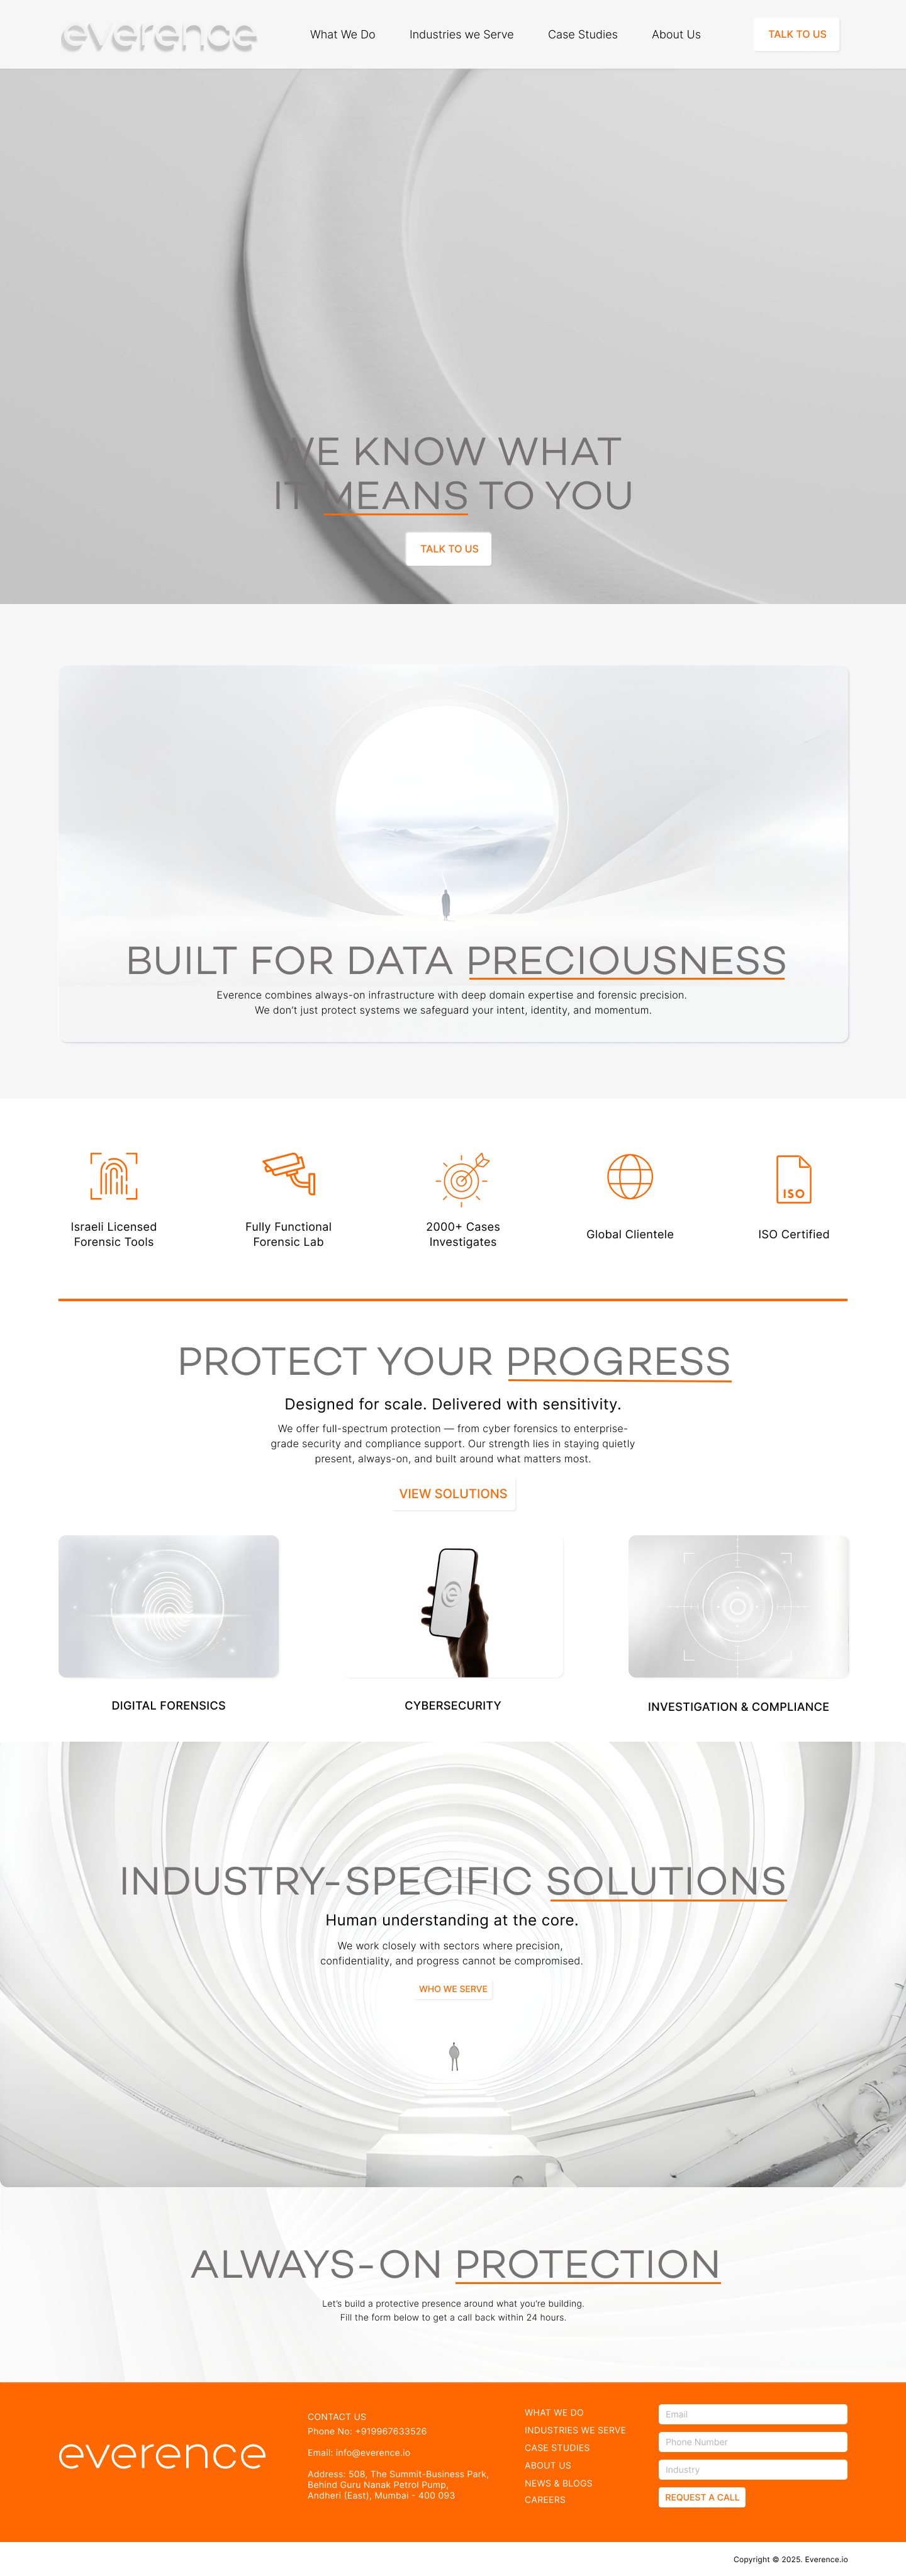 everence
What We Do
Industries we Serve
Case Studies
About Us
TALK TO US
WE KNOW WHAT
IT MEANS TO YOU
TALK TO US
BUILT FOR DATA PRECIOUSNESS
Everence combines always-on infrastructure with deep domain expertise and forensic precision.
We don't just protect systems we safeguard your intent, identity, and momentum.
Israeli Licensed
Forensic Tools
Fully Functional
Forensic Lab
2000+ Cases
Investigates
Global Clientele
ISO
ISO Certified
PROTECT YOUR PROGRESS
Designed for scale. Delivered with sensitivity.
We offer full-spectrum protection — from cyber forensics to enterprise-
grade security and compliance support. Our strength lies in staying quietly
present, always-on, and built around what matters most.
VIEW SOLUTIONS
DIGITAL FORENSICS
CYBERSECURITY
INVESTIGATION & COMPLIANCE
INDUSTRY-SPECIFIC SOLUTIONS
Human understanding at the core.
We work closely with sectors where precision,
confidentiality, and progress cannot be compromised.
WHO WE SERVE
ALWAYS-ON PROTECTION
Let's build a protective presence around what you're building.
Fill the form below to get a call back within 24 hours.
everence
CONTACT US
Phone No: +919967633526
Email: info@everence.io
Address: 508, The Summit-Business Park,
Behind Guru Nanak Petrol Pump,
Andheri (East), Mumbai - 400 093
WHAT WE DO
INDUSTRIES WE SERVE
CASE STUDIES
ABOUT US
NEWS & BLOGS
CAREERS
Email
Phone Number
Industry
REQUEST A CALL
Copyright © 2025. Everence.io